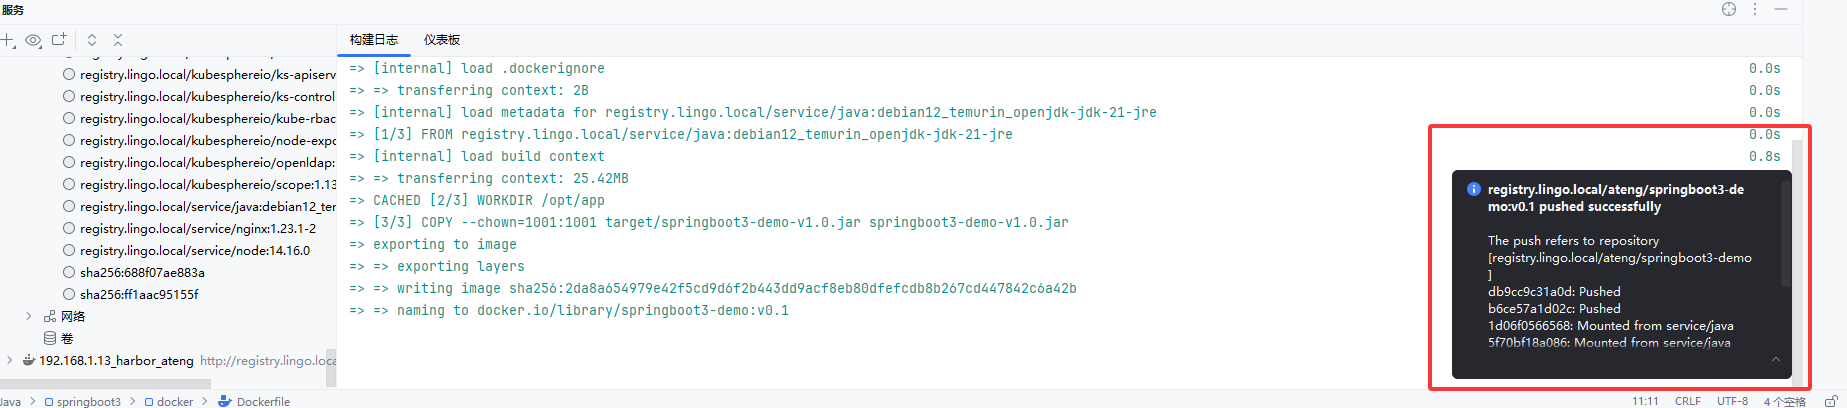 服务
registry.lingo.local/kubesphereio/ks-apiserv
registry.lingo.local/kubesphereio/ks-control
registry.lingo.local/kubesphereio/kube-rbac
registry.lingo.local/kubesphereio/node-expo
registry.lingo.local/kubesphereio/openldap:
registry.lingo.local/kubesphereio/scope:1.13
registry.lingo.local/service/java:debian12_ten
registry.lingo.local/service/nginx:1.23.1-2
registry.lingo.local/service/node:14.16.0
sha256:688f07ae883a
sha256:ff1aac95155f
网络
卷
192.168.1.13_harbor_ateng http://registry.lingo.loca
构建日志 仪表板
=> [internal] load .dockerignore 0.0s
=> => transferring context: 2B 0.0s
=> [internal] load metadata for registry.lingo.local/service/java:debian12_temurin_openjdk-jdk-21-jre 0.0s
=> [1/3] FROM registry.lingo.local/service/java:debian12_temurin_openjdk-jdk-21-jre 0.0s
=> [internal] load build context 0.8s
=> => transferring context: 25.42MB
=> CACHED [2/3] WORKDIR /opt/app
=> [3/3] COPY --chown=1001:1001 target/springboot3-demo-v1.0.jar springboot3-demo-v1.0.jar
=> exporting to image
=> => exporting layers
=> => writing image sha256:2da8a654979e42f5cd9d6f2b443dd9acf8eb80dfefcdb8b267cd447842c6a42b
=> => naming to docker.io/library/springboot3-demo:v0.1
registry.lingo.local/ateng/springboot3-de
mo:v0.1 pushed successfully
The push refers to repository
[registry.lingo.local/ateng/springboot3-demo
]
db9cc9c31a0d: Pushed
b6ce57a1d02c: Pushed
1d06f0566568: Mounted from service/java
5f70bf18a086: Mounted from service/java
Java springboot3 docker Dockerfile
11:11 CRLF UTF-8 4 个空格